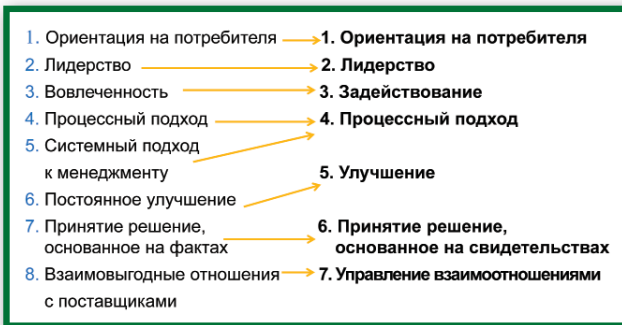 1. Ориентация на потребителя
2. Лидерство
3. Вовлеченность
4. Процессный подход
5. Системный подход
к менеджменту
6. Постоянное улучшение
7. Принятие решение,
основанное на фактах
8. Взаимовыгодные отношения
с поставщиками
1. Ориентация на потребителя
2. Лидерство
3. Задействование
4. Процессный подход
5. Улучшение
6. Принятие решение,
основанное на свидетельствах
7. Управление взаимоотношениями